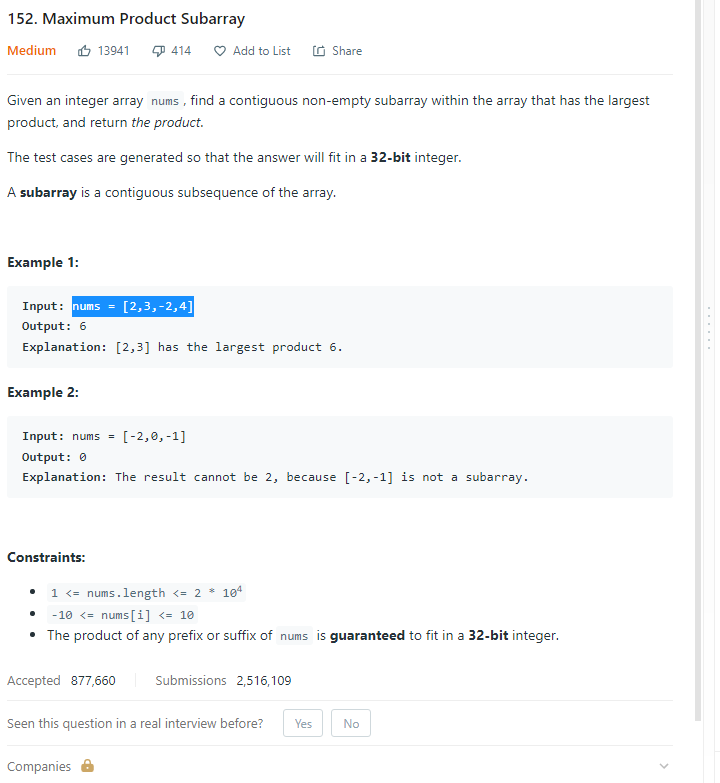 152. Maximum Product Subarray
Medium 13941 414 Add to List Share
Given an integer array nums , find a contiguous non-empty subarray within the array that has the largest
product, and return the product.
The test cases are generated so that the answer will fit in a 32-bit integer.
A subarray is a contiguous subsequence of the array.
Example 1:
Input: nums = [2,3,-2,4]
Output: 6
Explanation: [2,3] has the largest product 6.
Example 2:
Input: nums = [-2,0,-1]
Output: 0
Explanation: The result cannot be 2, because [-2,-1] is not a subarray.
Constraints:
• 1 <= nums.length <= 2 * 10⁴
• -10 <= nums[i] <= 10
• The product of any prefix or suffix of nums is guaranteed to fit in a 32-bit integer.
Accepted 877,660 Submissions 2,516,109
Seen this question in a real interview before? Yes No
Companies